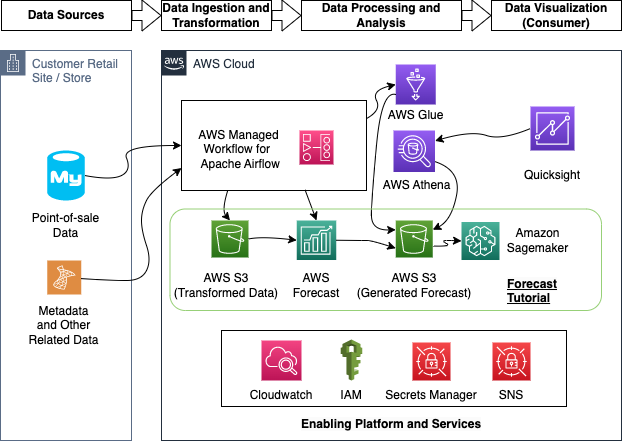 Data Sources
Data Ingestion and
Transformation
Data Processing and
Analysis
Data Visualization
(Consumer)
Customer Retail
Site / Store
aws
AWS Cloud
AWS Managed
Workflow for
Apache Airflow
AWS Glue
AWS Athena
Quicksight
My
Point-of-sale
Data
Metadata
and Other
Related Data
AWS S3
(Transformed Data)
AWS
Forecast
AWS S3
(Generated Forecast)
Amazon
Sagemaker
Forecast
Tutorial
Cloudwatch
IAM
Secrets Manager
SNS
Enabling Platform and Services